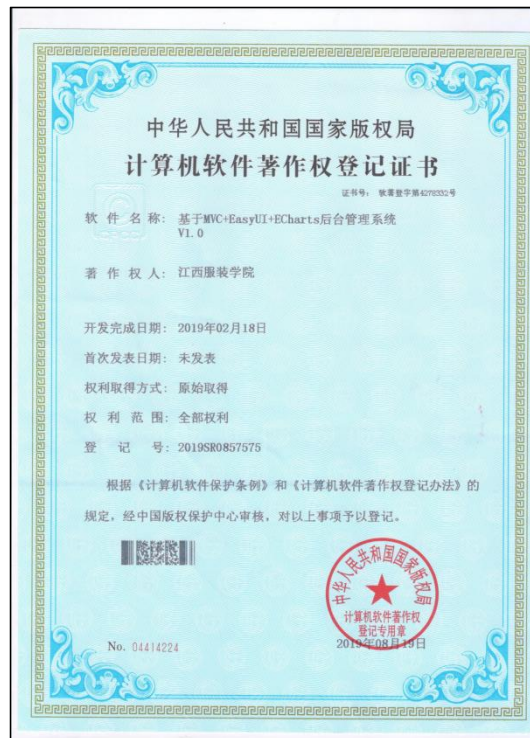 中华人民共和国国家版权局
计算机软件著作权登记证书
证书号: 软著登字第4278332号
软件名称: 基于MVC+EasyUI+ECharts后台管理系统
V1.0
著作权人: 江西服装学院
开发完成日期: 2019年02月18日
首次发表日期: 未发表
权利取得方式: 原始取得
权利范围: 全部权利
登记号: 2019SR0857575
根据《计算机软件保护条例》和《计算机软件著作权登记办法》的
规定,经中国版权保护中心审核,对以上事项予以登记。
中华人民共和国国家版权局
计算机软件著作权
登记专用章
No. 04414224
2019年08月19日